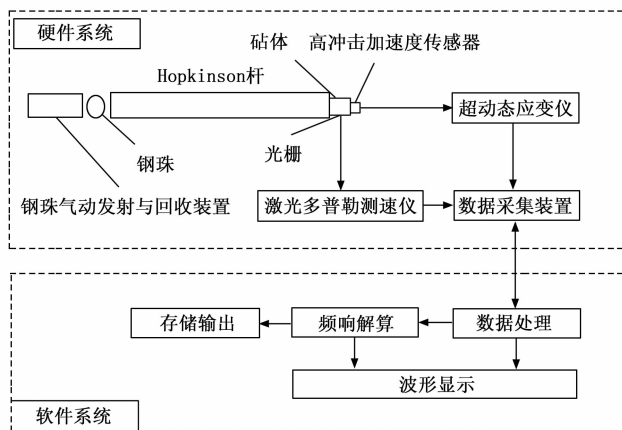 硬件系统
砧体
高冲击加速度传感器
Hopkinson杆
超动态应变仪
钢珠
光栅
钢珠气动发射与回收装置
激光多普勒测速仪
数据采集装置
存储输出
频响解算
数据处理
波形显示
软件系统